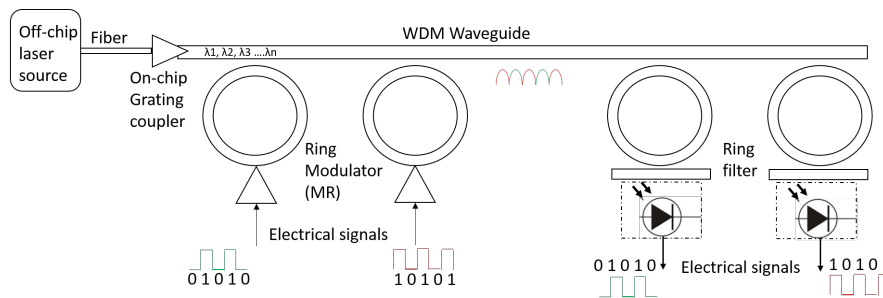 Off-chip
laser
source
Fiber
On-chip
Grating
coupler
λ1, λ2, λ3 ....λn
WDM Waveguide
Ring
Modulator
(MR)
Ring
filter
Electrical signals
0 1 0 1 0
1 0 1 0 1
0 1 0 1 0
Electrical signals
1 0 1 0